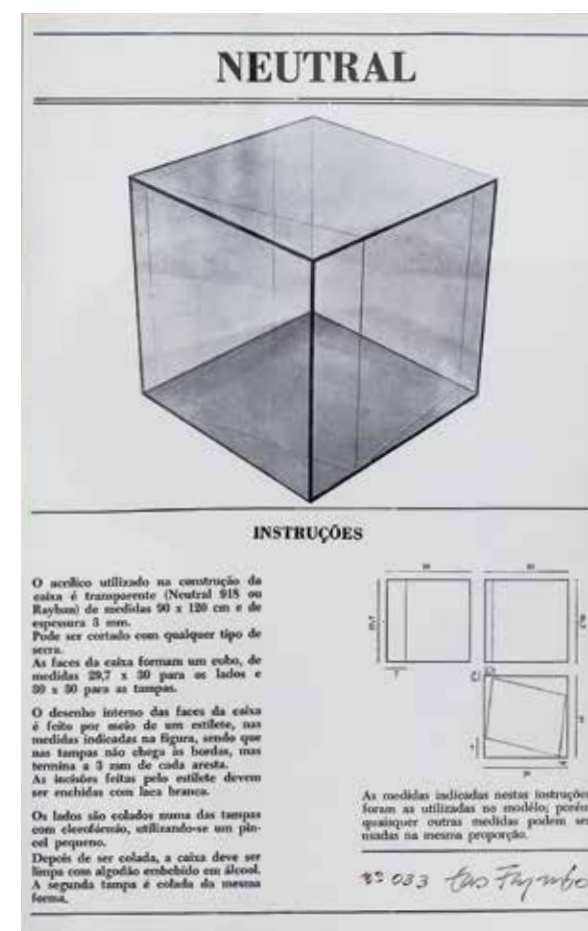 NEUTRAL
INSTRUÇÕES
O acrílico utilizado na construção da
caixa é transparente (Neutral 918 ou
Rayban) de medidas 90 x 120 cm e de
espessura 3 mm.
Pode ser cortado com qualquer tipo de
serra.
As faces da caixa formam um cubo, de
medidas 29,7 x 30 para os lados e
30 x 30 para as tampas.
O desenho interno das faces da caixa
é feito por meio de um estilete, nas
medidas indicadas na figura, sendo que
nas tampas não chega às bordas, mas
termina a 3 mm de cada aresta.
As incisões feitas pelo estilete devem
ser enchidas com laca branca.
Os lados são colados numa das tampas
com clorofórmio, utilizando-se um pin-
cel pequeno.
Depois de ser colada, a caixa deve ser
limpa com algodão embebido em álcool.
A segunda tampa é colada da mesma
forma.
As medidas indicadas nestas instruções
foram as utilizadas no modêlo; porém
quaisquer outras medidas podem ser
usadas na mesma proporção.
nº 033